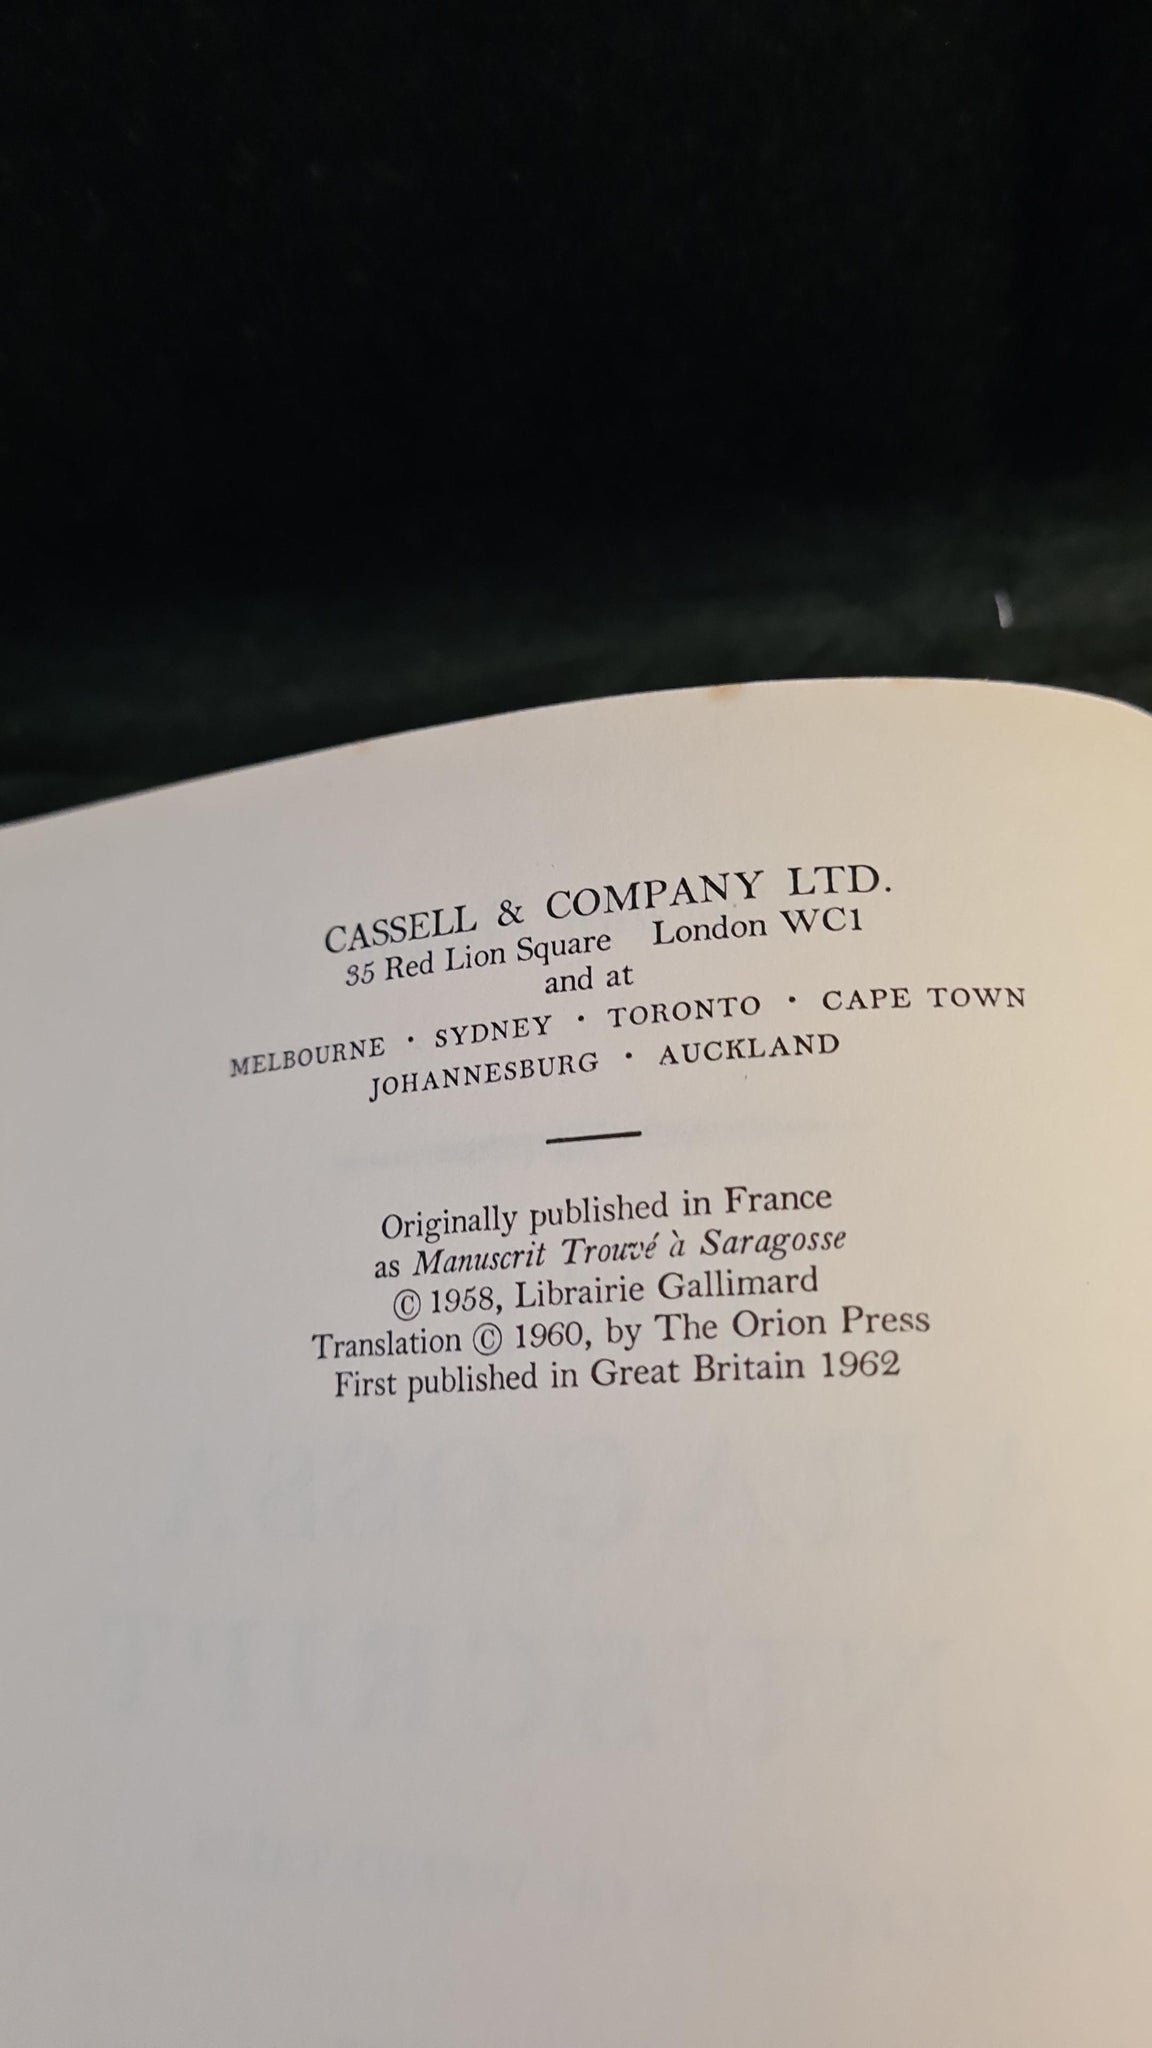 CASSELL & COMPANY LTD.
35 Red Lion Square London WC1
and at
MELBOURNE · SYDNEY · TORONTO · CAPE TOWN
JOHANNESBURG · AUCKLAND
Originally published in France
as Manuscrit Trouvé à Saragosse
© 1958, Librairie Gallimard
Translation © 1960, by The Orion Press
First published in Great Britain 1962